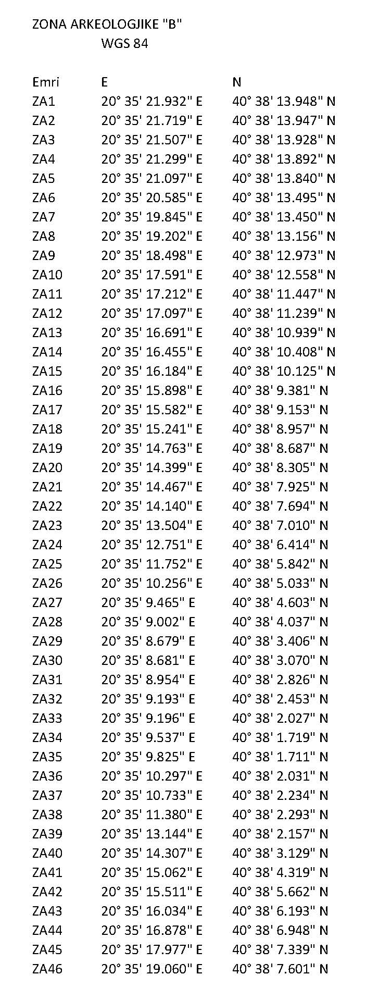 ZONA ARKEOLOGJIKE "B"
WGS 84
Emri E N
ZA1 20° 35' 21.932" E 40° 38' 13.948" N
ZA2 20° 35' 21.719" E 40° 38' 13.947" N
ZA3 20° 35' 21.507" E 40° 38' 13.928" N
ZA4 20° 35' 21.299" E 40° 38' 13.892" N
ZA5 20° 35' 21.097" E 40° 38' 13.840" N
ZA6 20° 35' 20.585" E 40° 38' 13.495" N
ZA7 20° 35' 19.845" E 40° 38' 13.450" N
ZA8 20° 35' 19.202" E 40° 38' 13.156" N
ZA9 20° 35' 18.498" E 40° 38' 12.973" N
ZA10 20° 35' 17.591" E 40° 38' 12.558" N
ZA11 20° 35' 17.212" E 40° 38' 11.447" N
ZA12 20° 35' 17.097" E 40° 38' 11.239" N
ZA13 20° 35' 16.691" E 40° 38' 10.939" N
ZA14 20° 35' 16.455" E 40° 38' 10.408" N
ZA15 20° 35' 16.184" E 40° 38' 10.125" N
ZA16 20° 35' 15.898" E 40° 38' 9.381" N
ZA17 20° 35' 15.582" E 40° 38' 9.153" N
ZA18 20° 35' 15.241" E 40° 38' 8.957" N
ZA19 20° 35' 14.763" E 40° 38' 8.687" N
ZA20 20° 35' 14.399" E 40° 38' 8.305" N
ZA21 20° 35' 14.467" E 40° 38' 7.925" N
ZA22 20° 35' 14.140" E 40° 38' 7.694" N
ZA23 20° 35' 13.504" E 40° 38' 7.010" N
ZA24 20° 35' 12.751" E 40° 38' 6.414" N
ZA25 20° 35' 11.752" E 40° 38' 5.842" N
ZA26 20° 35' 10.256" E 40° 38' 5.033" N
ZA27 20° 35' 9.465" E 40° 38' 4.603" N
ZA28 20° 35' 9.002" E 40° 38' 4.037" N
ZA29 20° 35' 8.679" E 40° 38' 3.406" N
ZA30 20° 35' 8.681" E 40° 38' 3.070" N
ZA31 20° 35' 8.954" E 40° 38' 2.826" N
ZA32 20° 35' 9.193" E 40° 38' 2.453" N
ZA33 20° 35' 9.196" E 40° 38' 2.027" N
ZA34 20° 35' 9.537" E 40° 38' 1.719" N
ZA35 20° 35' 9.825" E 40° 38' 1.711" N
ZA36 20° 35' 10.297" E 40° 38' 2.031" N
ZA37 20° 35' 10.733" E 40° 38' 2.234" N
ZA38 20° 35' 11.380" E 40° 38' 2.293" N
ZA39 20° 35' 13.144" E 40° 38' 2.157" N
ZA40 20° 35' 14.307" E 40° 38' 3.129" N
ZA41 20° 35' 15.062" E 40° 38' 4.319" N
ZA42 20° 35' 15.511" E 40° 38' 5.662" N
ZA43 20° 35' 16.034" E 40° 38' 6.193" N
ZA44 20° 35' 16.878" E 40° 38' 6.948" N
ZA45 20° 35' 17.977" E 40° 38' 7.339" N
ZA46 20° 35' 19.060" E 40° 38' 7.601" N